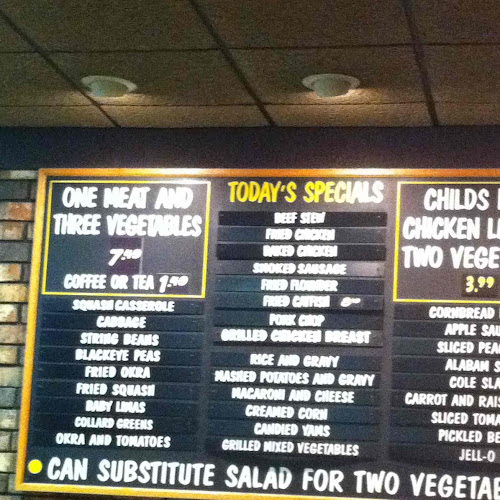 ONE MEAT AND
THREE VEGETABLES
7.50
COFFEE OR TEA 1.50
SQUASH CASSEROLE
CABBAGE
STRING BEANS
BLACKEYE PEAS
FRIED OKRA
FRIED SQUASH
BABY LIMAS
COLLARD GREENS
OKRA AND TOMATOES
TODAY'S SPECIALS
BEEF STEW
FRIED CHICKEN
BAKED CHICKEN
SMOKED SAUSAGE
FRIED FLOUNDER
FRIED CATFISH
PORK CHOP
GRILLED CHICKEN BREAST
RICE AND GRAVY
MASHED POTATOES AND GRAVY
MACARONI AND CHEESE
CREAMED CORN
CANDIED YAMS
GRILLED MIXED VEGETABLES
CHILDS
CHICKEN LI
TWO VEGE
3.99
CORNBREAD
APPLE SAU
SLICED PEA
ALABAM S
COLE SLA
CARROT AND RAIS
SLICED TOMA
PICKLED BE
JELL-O
CAN SUBSTITUTE SALAD FOR TWO VEGETAB